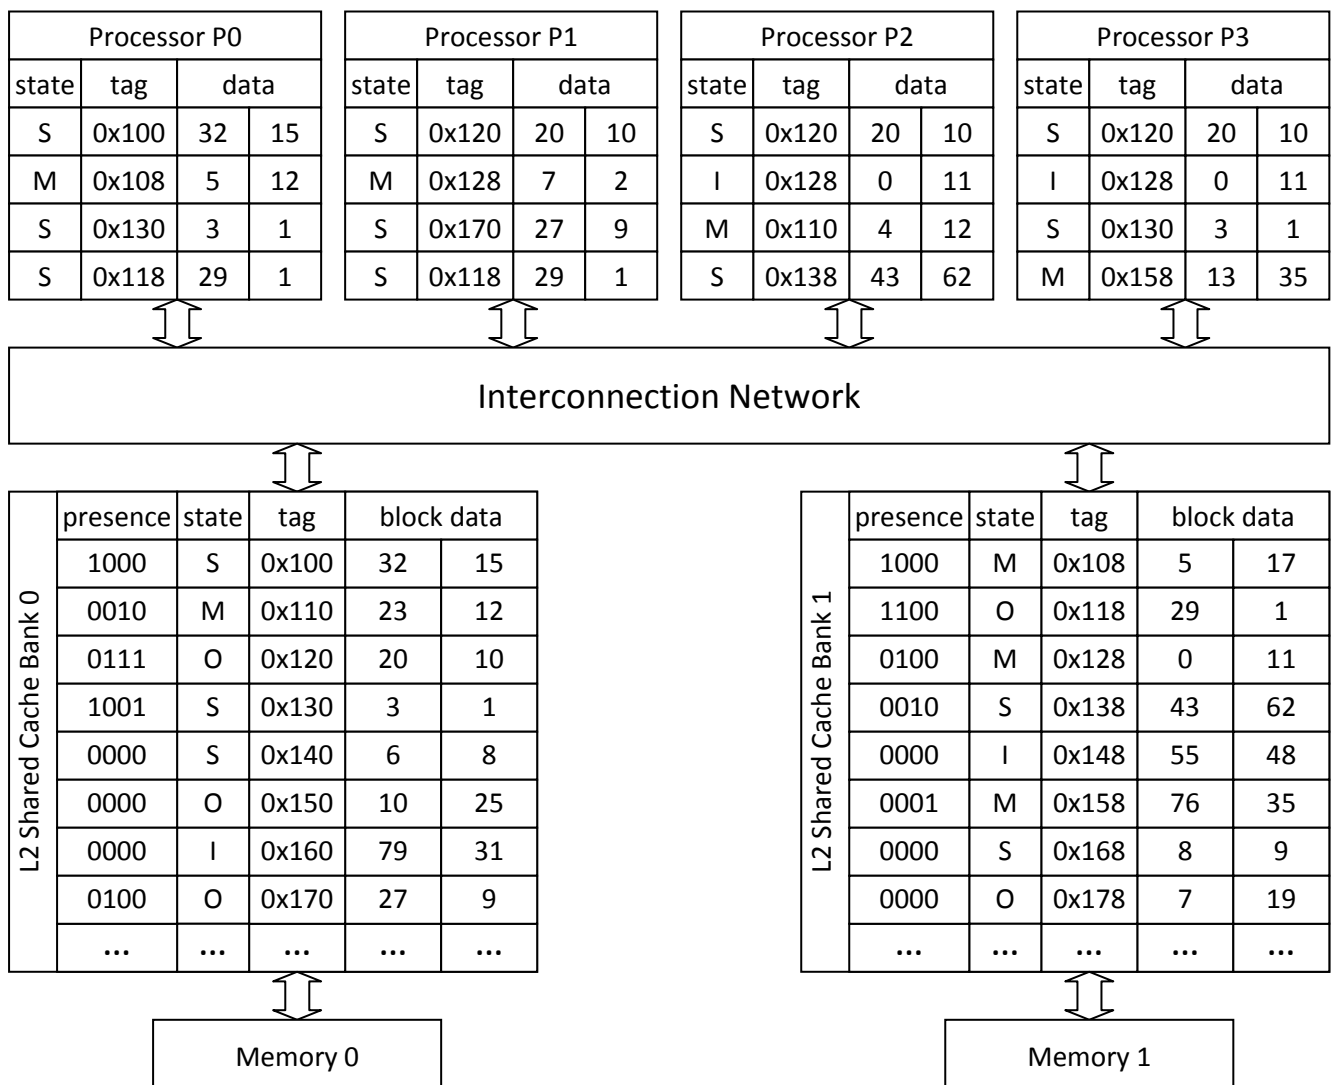 Processor P0 Processor P1 Processor P2 Processor P3
state tag data state tag data state tag data state tag data
S 0x100 32 15 S 0x120 20 10 S 0x120 20 10 S 0x120 20 10
M 0x108 5 12 M 0x128 7 2 I 0x128 0 11 I 0x128 0 11
S 0x130 3 1 S 0x170 27 9 M 0x110 4 12 S 0x130 3 1
S 0x118 29 1 S 0x118 29 1 S 0x138 43 62 M 0x158 13 35
Interconnection Network
L2 Shared Cache Bank 0
presence state tag block data
1000 S 0x100 32 15
0010 M 0x110 23 12
0111 O 0x120 20 10
1001 S 0x130 3 1
0000 S 0x140 6 8
0000 O 0x150 10 25
0000 I 0x160 79 31
0100 O 0x170 27 9
... ... ... ... ...
L2 Shared Cache Bank 1
presence state tag block data
1000 M 0x108 5 17
1100 O 0x118 29 1
0100 M 0x128 0 11
0010 S 0x138 43 62
0000 I 0x148 55 48
0001 M 0x158 76 35
0000 S 0x168 8 9
0000 O 0x178 7 19
... ... ... ... ...
Memory 0 Memory 1